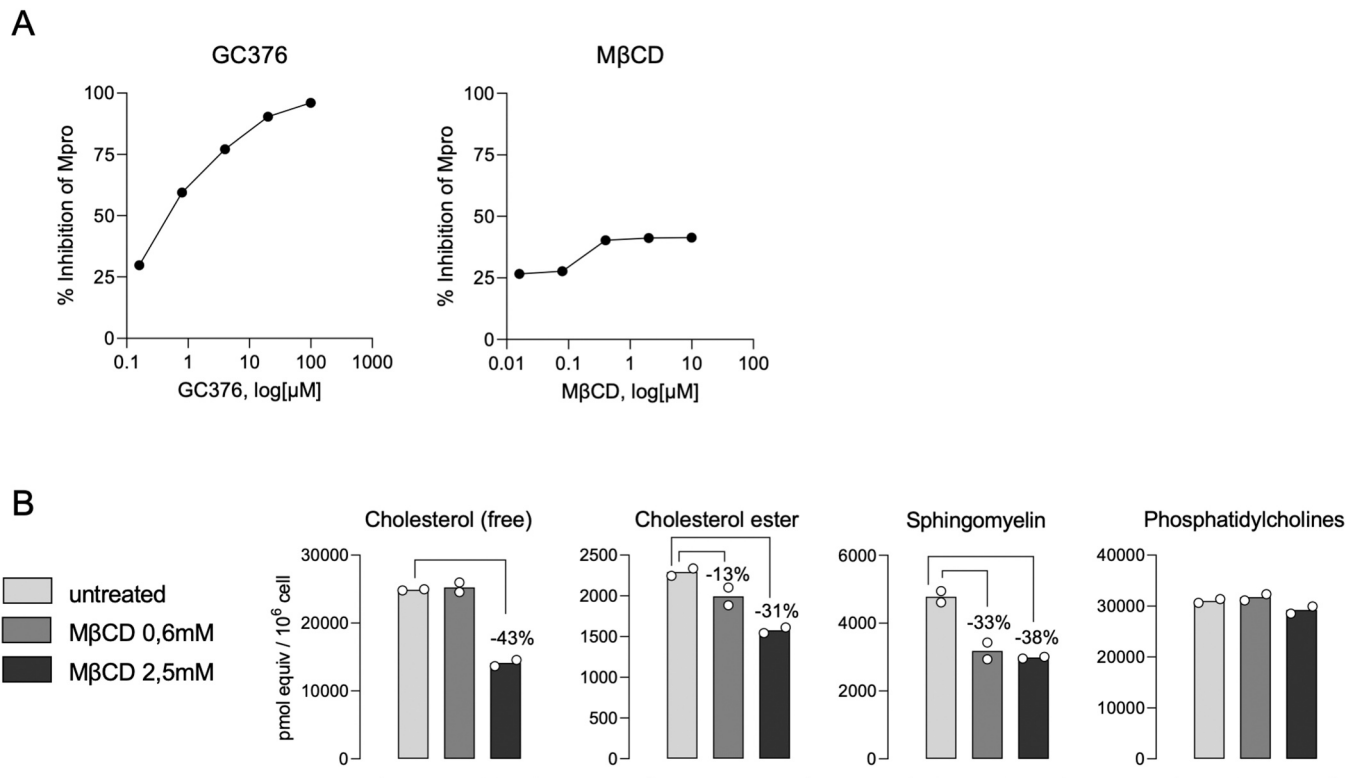 A
GC376
MβCD
% Inhibition of Mpro
100
75
50
25
0
0.1
1
10
100
1000
GC376, log[µM]
% Inhibition of Mpro
100
75
50
25
0
0.01
0.1
1
10
100
MβCD, log[µM]
B
untreated
MβCD 0,6mM
MβCD 2,5mM
Cholesterol (free)
pmol equiv / 10⁶ cell
30000
20000
10000
0
-43%
Cholesterol ester
2500
2000
1500
1000
500
0
-13%
-31%
Sphingomyelin
6000
4000
2000
0
-33%
-38%
Phosphatidylcholines
40000
30000
20000
10000
0